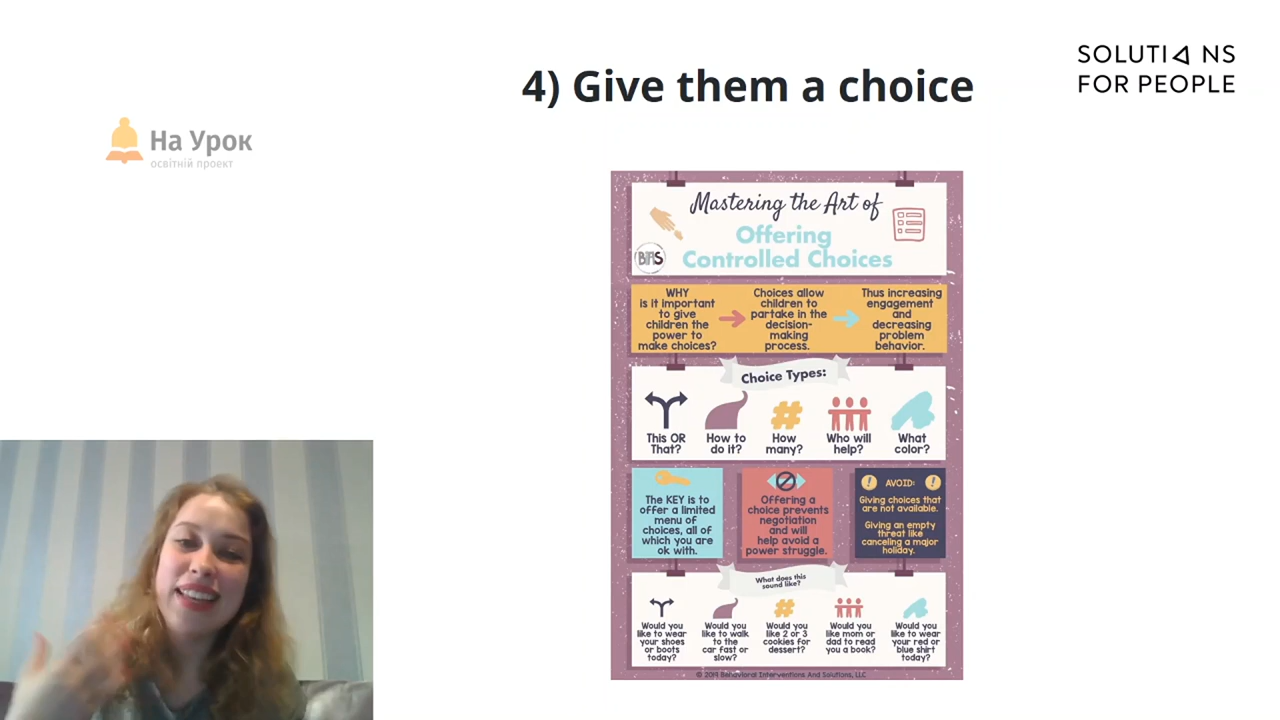 4) Give them a choice
SOLUTI NS
FOR PEOPLE
На Урок
освітній проект
Mastering the Art of
Offering
Controlled Choices
BIAS
WHY
is it important
to give
children the
power to
make choices?
Choices allow
children to
partake in the
decision-
making
process.
Thus increasing
engagement
and
decreasing
problem
behavior.
Choice Types:
This OR
That?
How to
do it?
#
How
many?
Who will
help?
What
color?
The KEY is to
offer a limited
menu of
choices, all of
which you are
ok with.
Offering a
choice prevents
negotiation
and will
help avoid a
power struggle.
! AVOID: !
Giving choices that
are not available.
Giving an empty
threat like
canceling a major
holiday.
What does this
sound like?
Would you
like to wear
your shoes
or boots
today?
Would you
like to walk
to the
car fast or
slow?
#
Would you
like 2 or 3
cookies for
dessert?
Would you
like mom or
dad to read
you a book?
Would you
like to wear
your red or
blue shirt
today?
© 2019 Behavioral Interventions And Solutions, LLC